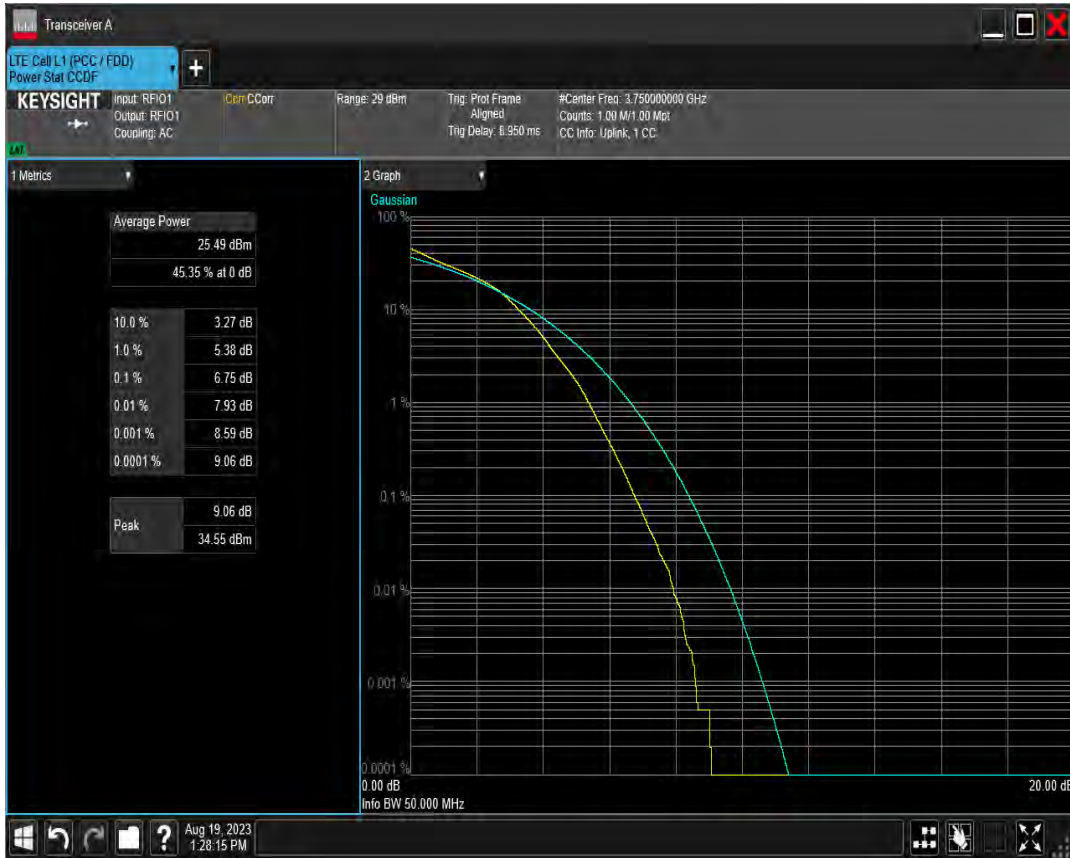 Transceiver A
LTE Cell L1 (PCC / FDD)
Power Stat CCDF
+
KEYSIGHT
Input: RFIO1
Output: RFIO1
Coupling: AC
Corr CCorr
Range: 29 dBm
Trig: Prot Frame
Aligned
Trig Delay: 8.950 ms
#Center Freq: 3.750000000 GHz
Counts: 1.00 M/1.00 Mpt
CC Info: Uplink, 1 CC
1 Metrics
Average Power
25.49 dBm
45.35 % at 0 dB
10.0 % 3.27 dB
1.0 % 5.38 dB
0.1 % 6.75 dB
0.01 % 7.93 dB
0.001 % 8.59 dB
0.0001 % 9.06 dB
Peak 9.06 dB
34.55 dBm
2 Graph
Gaussian
100 %
10 %
1 %
0.1 %
0.01 %
0.001 %
0.0001 %
0.00 dB 20.00 dB
Info BW 50.000 MHz
?
Aug 19, 2023
1:28:15 PM